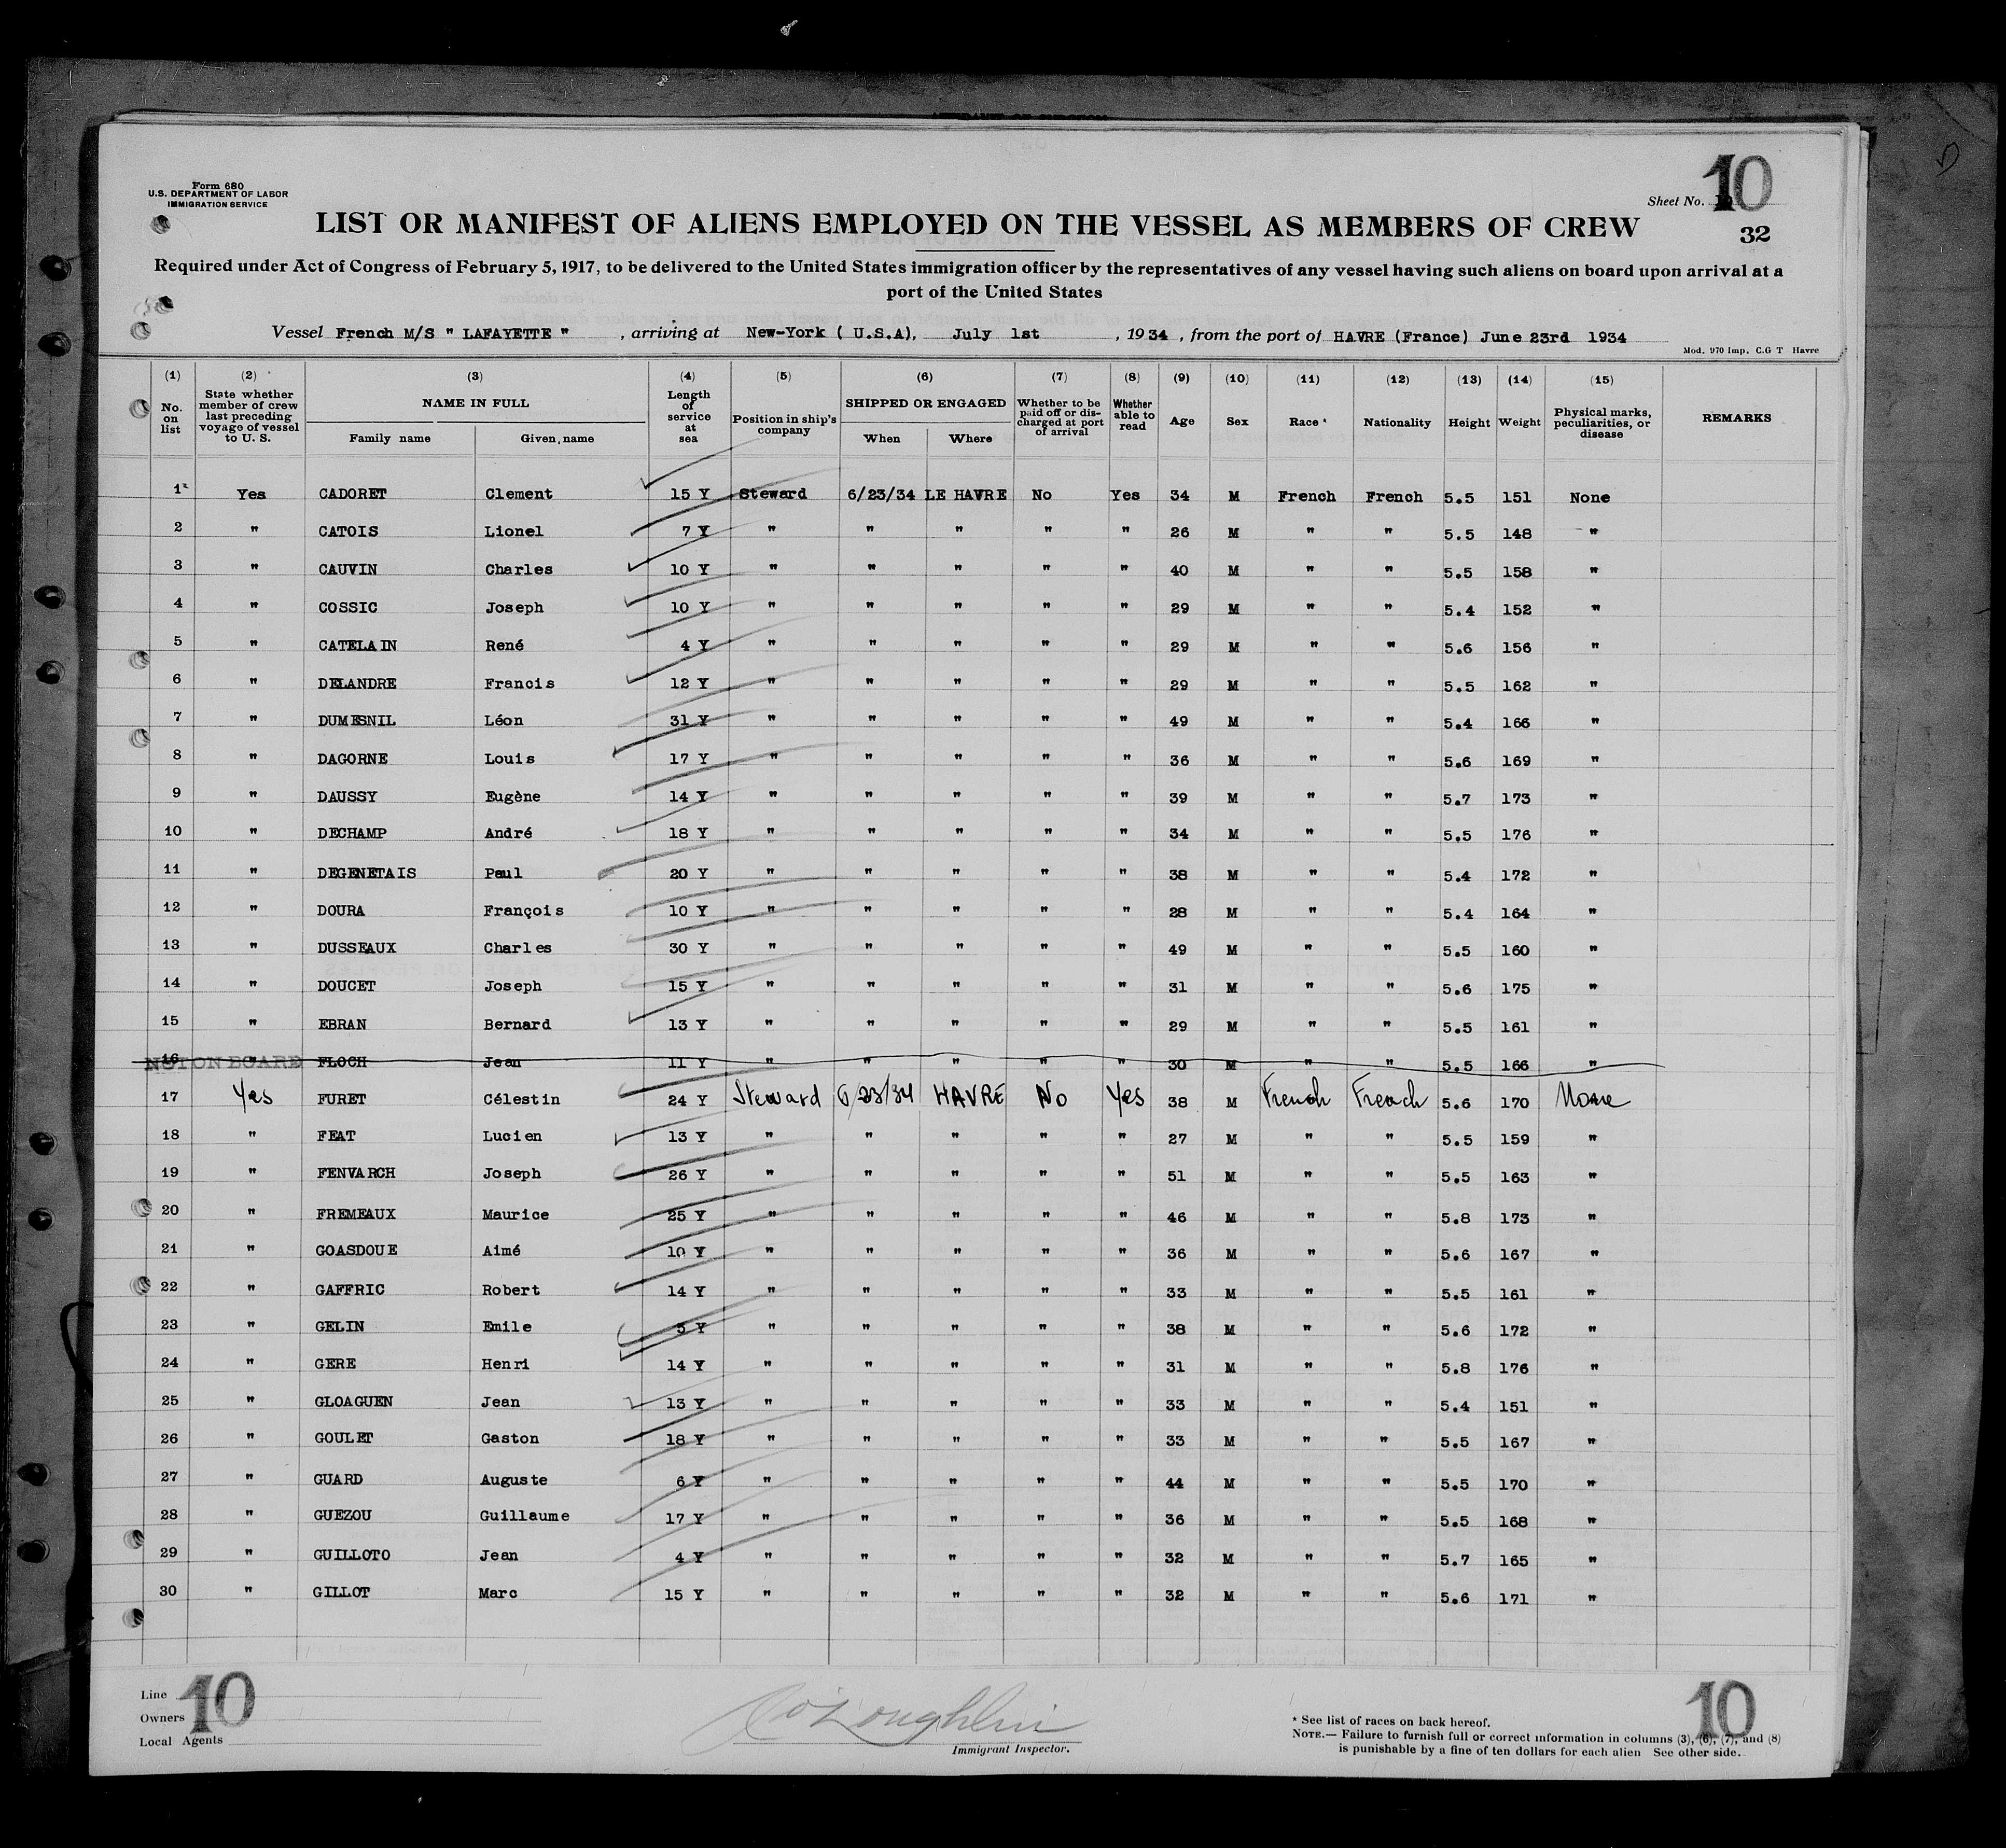 Form 680
U.S. DEPARTMENT OF LABOR
IMMIGRATION SERVICE
Sheet No. 10
LIST OR MANIFEST OF ALIENS EMPLOYED ON THE VESSEL AS MEMBERS OF CREW
32
Required under Act of Congress of February 5, 1917, to be delivered to the United States immigration officer by the representatives of any vessel having such aliens on board upon arrival at a
port of the United States
Vessel French M/S " LAFAYETTE " , arriving at New-York ( U.S.A), July 1st , 1934 , from the port of HAVRE (France) June 23rd 1934
Mod. 970 Imp. C.G T Havre
(1) (2) (3) (4) (5) (6) (7) (8) (9) (10) (11) (12) (13) (14) (15)
No. on list State whether member of crew last preceding voyage of vessel to U. S. NAME IN FULL Family name Given name Length of service at sea Position in ship's company SHIPPED OR ENGAGED When Where Whether to be paid off or discharged at port of arrival Whether able to read Age Sex Race * Nationality Height Weight Physical marks, peculiarities, or disease REMARKS
1 Yes CADORET Clement 15 Y Steward 6/23/34 LE HAVRE No Yes 34 M French French 5.5 151 None
2 " CATOIS Lionel 7 Y " " " " " 26 M " " 5.5 148 "
3 " CAUVIN Charles 10 Y " " " " " 40 M " " 5.5 158 "
4 " COSSIC Joseph 10 Y " " " " " 29 M " " 5.4 152 "
5 " CATELAIN René 4 Y " " " " " 29 M " " 5.6 156 "
6 " DELANDRE Francis 12 Y " " " " " 29 M " " 5.5 162 "
7 " DUMESNIL Léon 31 Y " " " " " 49 M " " 5.4 166 "
8 " DAGORNE Louis 17 Y " " " " " 36 M " " 5.6 169 "
9 " DAUSSY Eugène 14 Y " " " " " 39 M " " 5.7 173 "
10 " DECHAMP André 18 Y " " " " " 34 M " " 5.5 176 "
11 " DEGENETAIS Paul 20 Y " " " " " 38 M " " 5.4 172 "
12 " DOURA François 10 Y " " " " " 28 M " " 5.4 164 "
13 " DUSSEAUX Charles 30 Y " " " " " 49 M " " 5.5 160 "
14 " DOUCET Joseph 15 Y " " " " " 31 M " " 5.6 175 "
15 " EBRAN Bernard 13 Y " " " " " 29 M " " 5.5 161 "
NOT ON BOARD 16 " FLOCH Jean 11 Y " " " " " 30 M " " 5.5 166 "
17 Yes FURET Célestin 24 Y Steward 6/23/34 HAVRE No Yes 38 M French French 5.6 170 None
18 " FEAT Lucien 13 Y " " " " " 27 M " " 5.5 159 "
19 " FENVARCH Joseph 26 Y " " " " " 51 M " " 5.5 163 "
20 " FREMEAUX Maurice 25 Y " " " " " 46 M " " 5.8 173 "
21 " GOASDOUE Aimé 10 Y " " " " " 36 M " " 5.6 167 "
22 " GAFFRIC Robert 14 Y " " " " " 33 M " " 5.5 161 "
23 " GELIN Emile 5 Y " " " " " 38 M " " 5.6 172 "
24 " GERE Henri 14 Y " " " " " 31 M " " 5.8 176 "
25 " GLOAGUEN Jean 13 Y " " " " " 33 M " " 5.4 151 "
26 " GOULET Gaston 18 Y " " " " " 33 M " " 5.5 167 "
27 " GUARD Auguste 6 Y " " " " " 44 M " " 5.5 170 "
28 " GUEZOU Guillaume 17 Y " " " " " 36 M " " 5.5 168 "
29 " GUILLOTO Jean 4 Y " " " " " 32 M " " 5.7 165 "
30 " GILLOT Marc 15 Y " " " " " 32 M " " 5.6 171 "
Line
Owners
Local Agents
10
O'Loughlin
Immigrant Inspector.
10
* See list of races on back hereof.
NOTE.— Failure to furnish full or correct information in columns (3), (6), (7), and (8)
is punishable by a fine of ten dollars for each alien See other side.